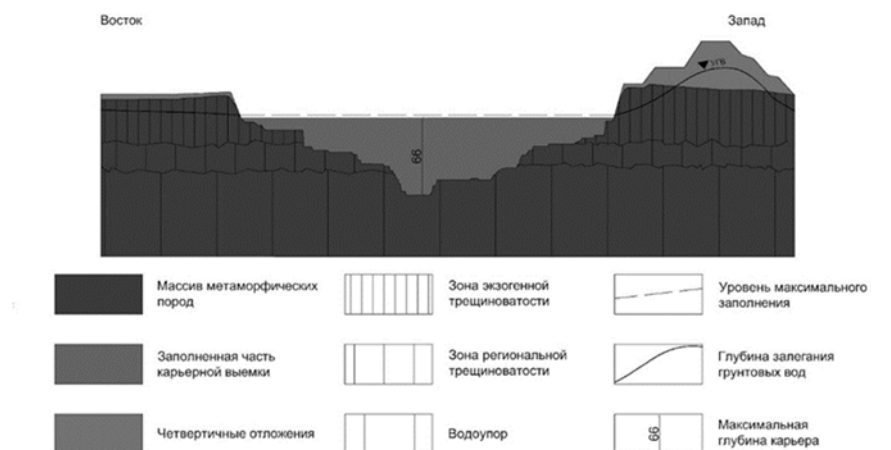 Восток
Запад
УГВ
66
Массив метаморфических
пород
Зона экзогенной
трещиноватости
Уровень максимального
заполнения
Заполненная часть
карьерной выемки
Зона региональной
трещиноватости
Глубина залегания
грунтовых вод
Четвертичные отложения
Водоупор
66
Максимальная
глубина карьера